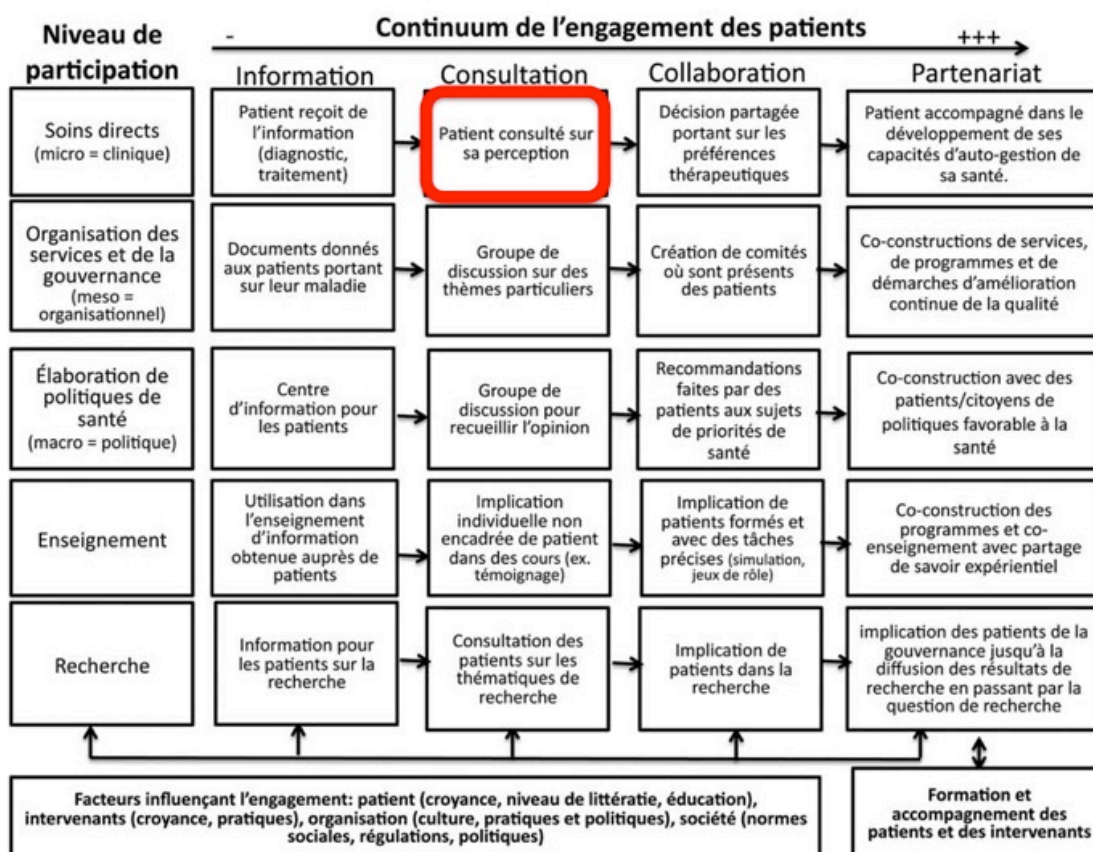 Niveau de
participation
-
Continuum de l’engagement des patients
+++
Information
Consultation
Collaboration
Partenariat
Soins directs
(micro = clinique)
Patient reçoit de
l’information
(diagnostic,
traitement)
Patient consulté sur
sa perception
Décision partagée
portant sur les
préférences
thérapeutiques
Patient accompagné dans le
développement de ses
capacités d’auto-gestion de
sa santé.
Organisation des
services et de la
gouvernance
(meso =
organisationnel)
Documents donnés
aux patients portant
sur leur maladie
Groupe de
discussion sur des
thèmes particuliers
Création de comités
où sont présents
des patients
Co-constructions de services,
de programmes et de
démarches d’amélioration
continue de la qualité
Élaboration de
politiques de
santé
(macro = politique)
Centre
d’information pour
les patients
Groupe de
discussion pour
recueillir l’opinion
Recommandations
faites par des
patients aux sujets
de priorités de
santé
Co-construction avec des
patients/citoyens de
politiques favorable à la
santé
Enseignement
Utilisation dans
l’enseignement
d’information
obtenue auprès de
patients
Implication
individuelle non
encadrée de patient
dans des cours (ex.
témoignage)
Implication de
patients formés et
avec des tâches
précises (simulation,
jeux de rôle)
Co-construction des
programmes et co-
enseignement avec partage
de savoir expérientiel
Recherche
Information pour
les patients sur la
recherche
Consultation des
patients sur les
thématiques de
recherche
Implication de
patients dans la
recherche
implication des patients de la
gouvernance jusqu’à la
diffusion des résultats de
recherche en passant par la
question de recherche
Facteurs influençant l’engagement: patient (croyance, niveau de littératie, éducation),
intervenants (croyance, pratiques), organisation (culture, pratiques et politiques), société (normes
sociales, régulations, politiques)
Formation et
accompagnement des
patients et des intervenants